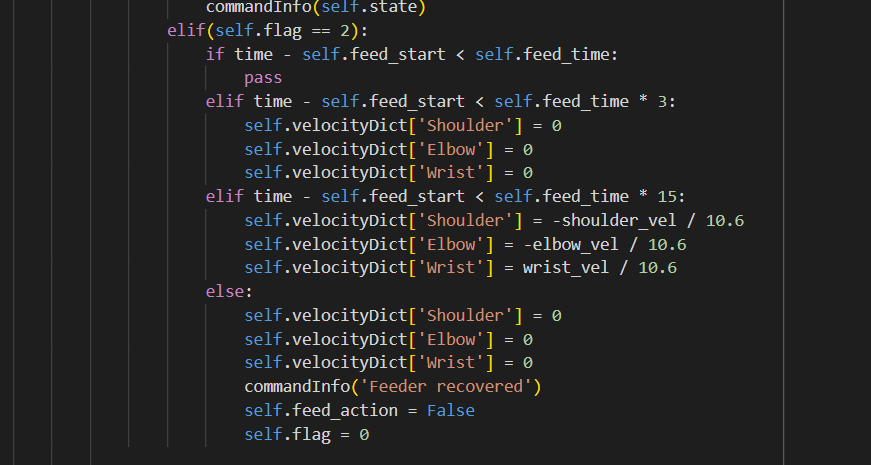 commandInfo(self.state)
elif(self.flag == 2):
if time - self.feed_start < self.feed_time:
pass
elif time - self.feed_start < self.feed_time * 3:
self.velocityDict['Shoulder'] = 0
self.velocityDict['Elbow'] = 0
self.velocityDict['Wrist'] = 0
elif time - self.feed_start < self.feed_time * 15:
self.velocityDict['Shoulder'] = -shoulder_vel / 10.6
self.velocityDict['Elbow'] = -elbow_vel / 10.6
self.velocityDict['Wrist'] = wrist_vel / 10.6
else:
self.velocityDict['Shoulder'] = 0
self.velocityDict['Elbow'] = 0
self.velocityDict['Wrist'] = 0
commandInfo('Feeder recovered')
self.feed_action = False
self.flag = 0